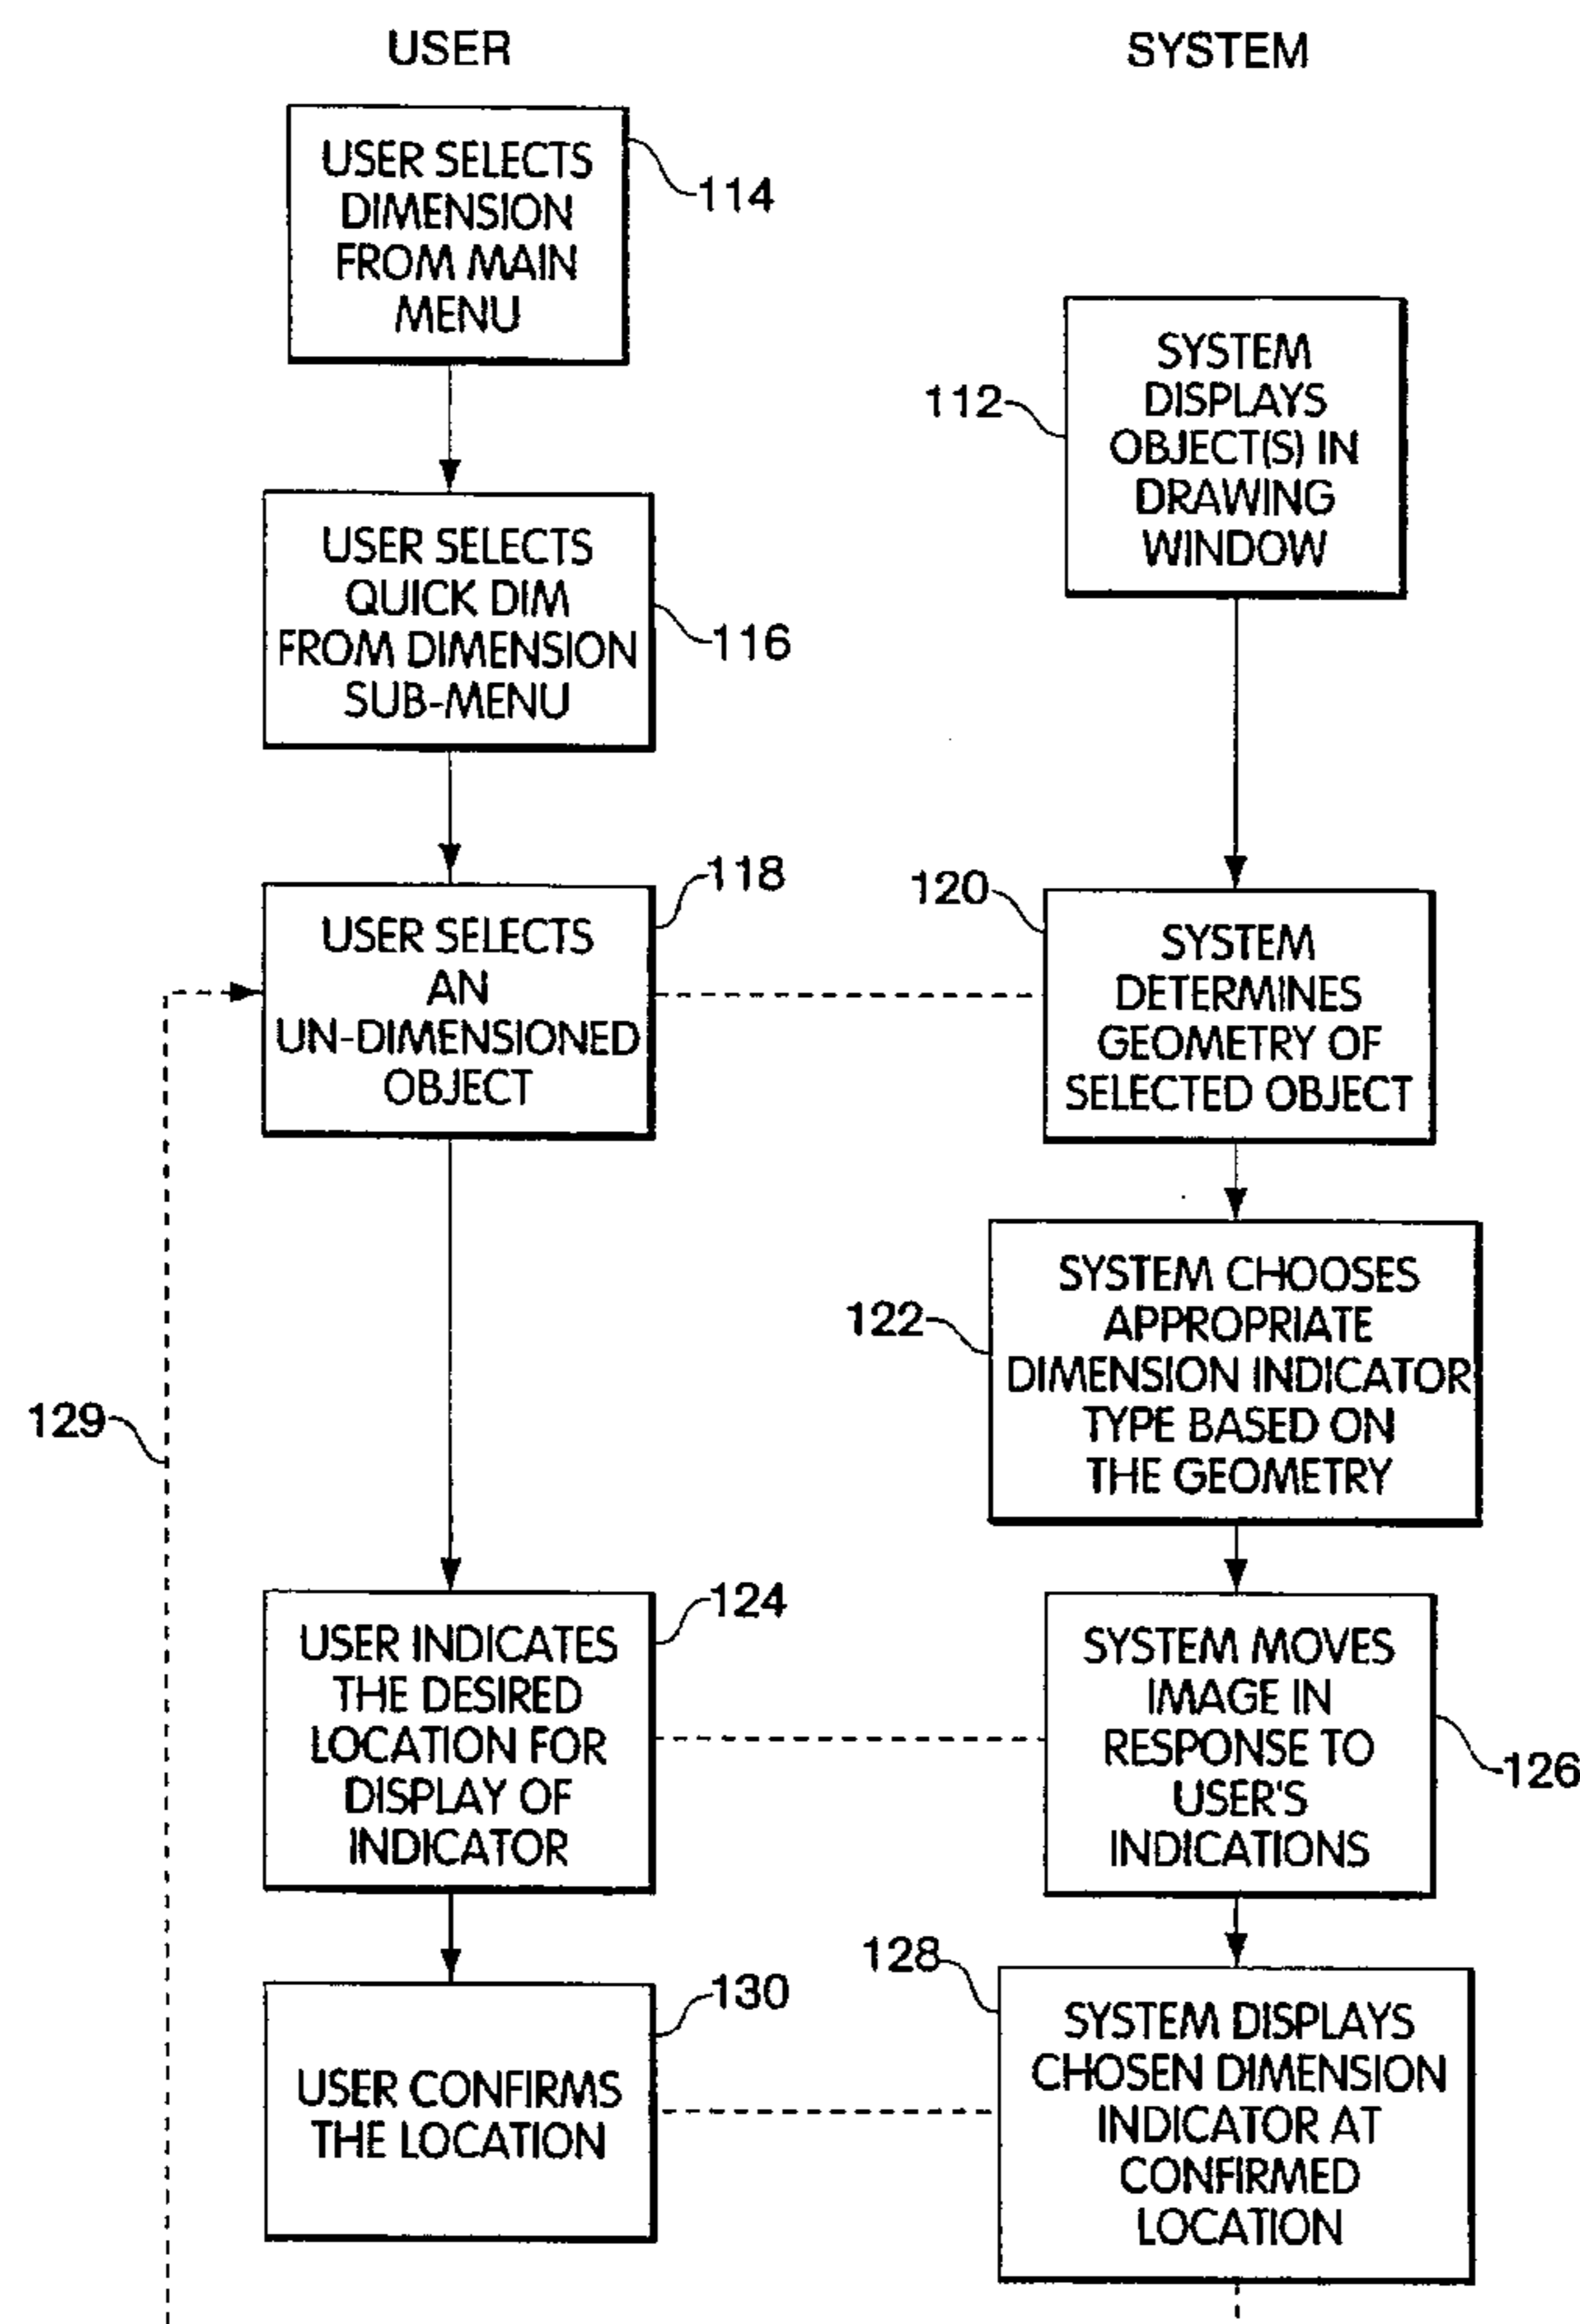 USER
SYSTEM
USER SELECTS
DIMENSION
FROM MAIN
MENU
114
SYSTEM
DISPLAYS
OBJECT(S) IN
DRAWING
WINDOW
112
USER SELECTS
QUICK DIM
FROM DIMENSION
SUB-MENU
116
USER SELECTS
AN
UN-DIMENSIONED
OBJECT
118
120
SYSTEM
DETERMINES
GEOMETRY OF
SELECTED OBJECT
122
SYSTEM CHOOSES
APPROPRIATE
DIMENSION INDICATOR
TYPE BASED ON
THE GEOMETRY
129
USER INDICATES
THE DESIRED
LOCATION FOR
DISPLAY OF
INDICATOR
124
SYSTEM MOVES
IMAGE IN
RESPONSE TO
USER'S
INDICATIONS
126
USER CONFIRMS
THE LOCATION
130
128
SYSTEM DISPLAYS
CHOSEN DIMENSION
INDICATOR AT
CONFIRMED
LOCATION